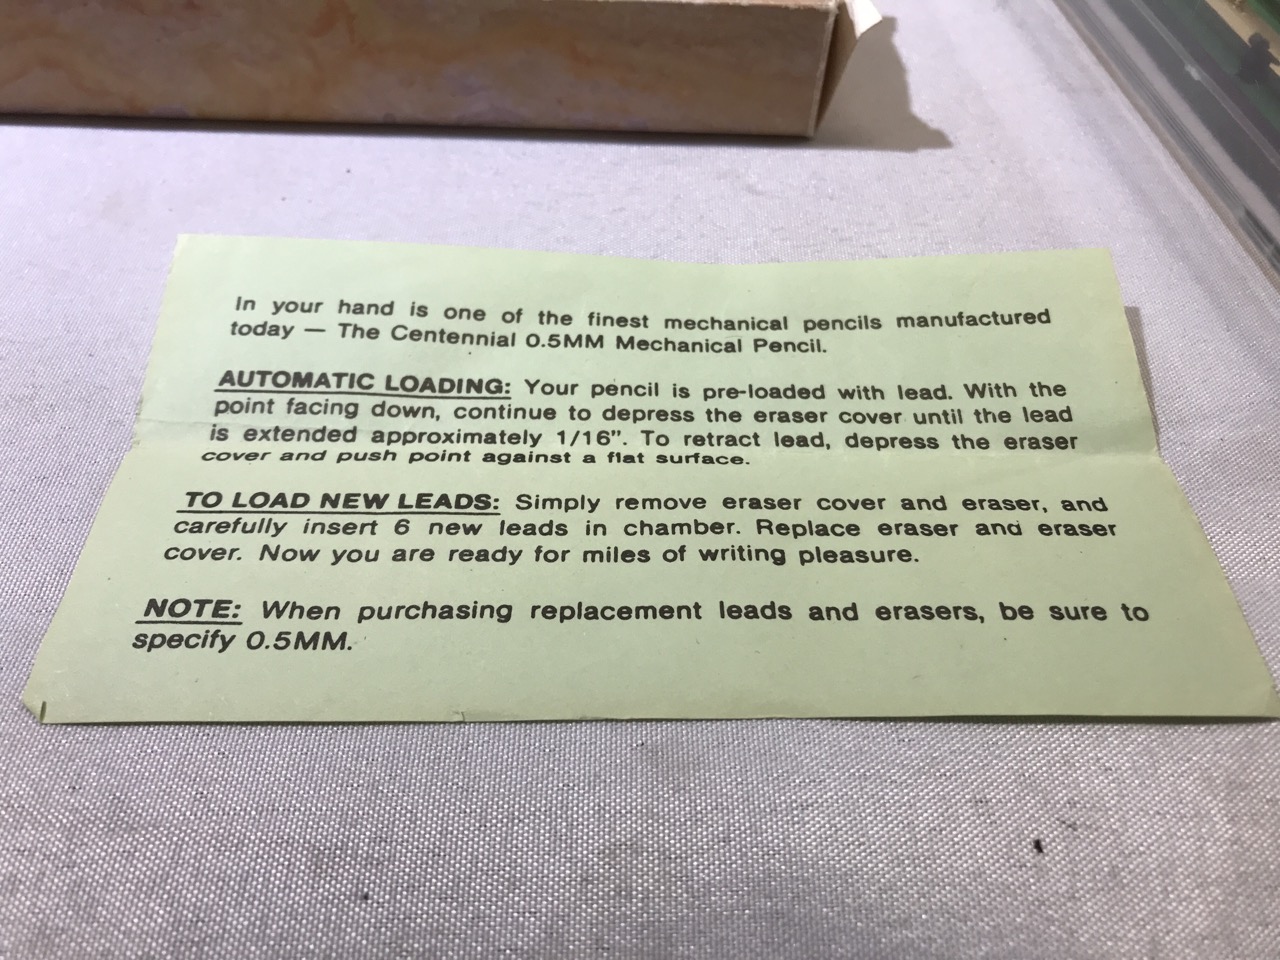 In your hand is one of the finest mechanical pencils manufactured
today — The Centennial 0.5MM Mechanical Pencil.
AUTOMATIC LOADING: Your pencil is pre-loaded with lead. With the
point facing down, continue to depress the eraser cover until the lead
is extended approximately 1/16”. To retract lead, depress the eraser
cover and push point against a flat surface.
TO LOAD NEW LEADS: Simply remove eraser cover and eraser, and
carefully insert 6 new leads in chamber. Replace eraser and eraser
cover. Now you are ready for miles of writing pleasure.
NOTE: When purchasing replacement leads and erasers, be sure to
specify 0.5MM.